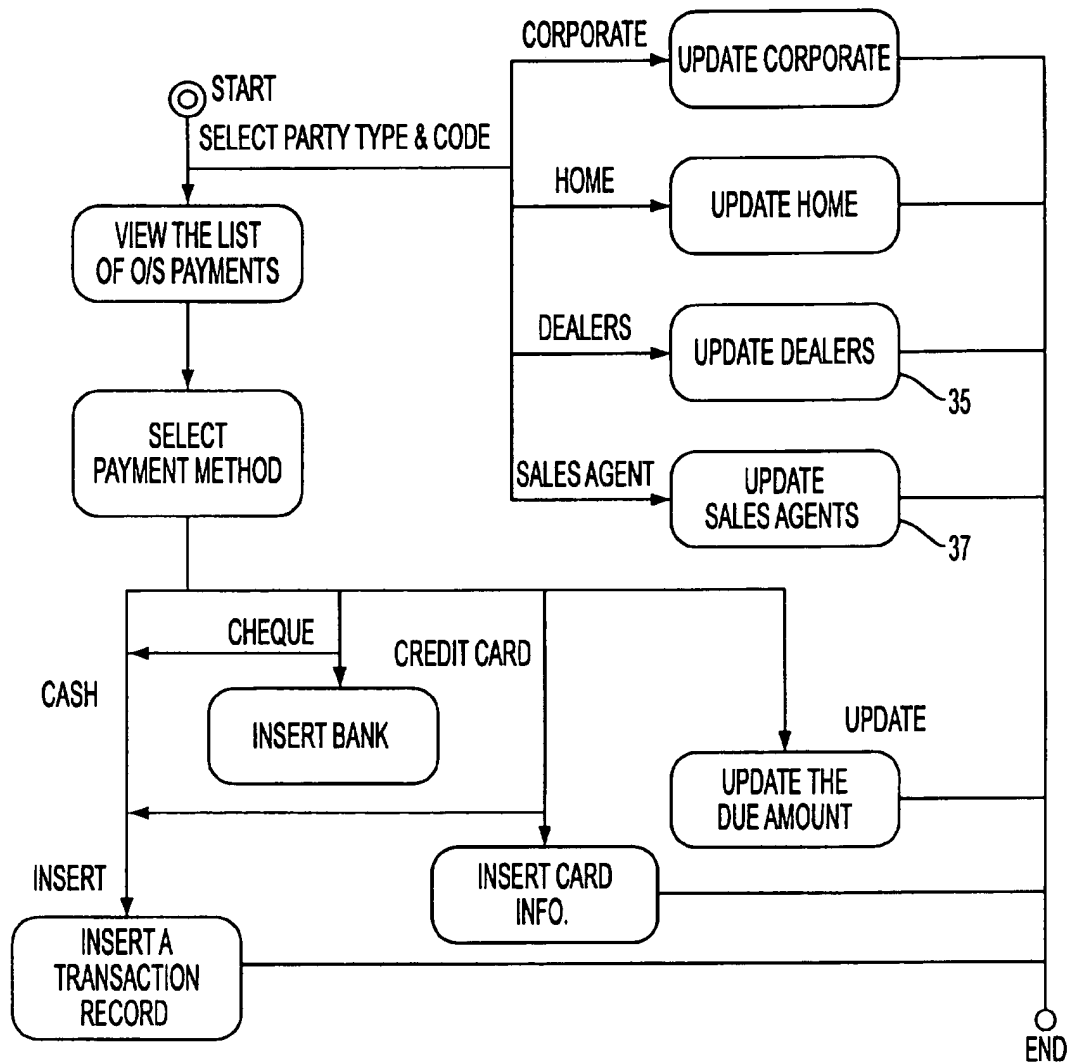 START
SELECT PARTY TYPE & CODE
VIEW THE LIST
OF O/S PAYMENTS
SELECT
PAYMENT METHOD
CORPORATE
UPDATE CORPORATE
HOME
UPDATE HOME
DEALERS
UPDATE DEALERS
35
SALES AGENT
UPDATE
SALES AGENTS
37
CHEQUE
CREDIT CARD
CASH
INSERT BANK
UPDATE
UPDATE THE
DUE AMOUNT
INSERT
INSERT CARD
INFO.
INSERT A
TRANSACTION
RECORD
END